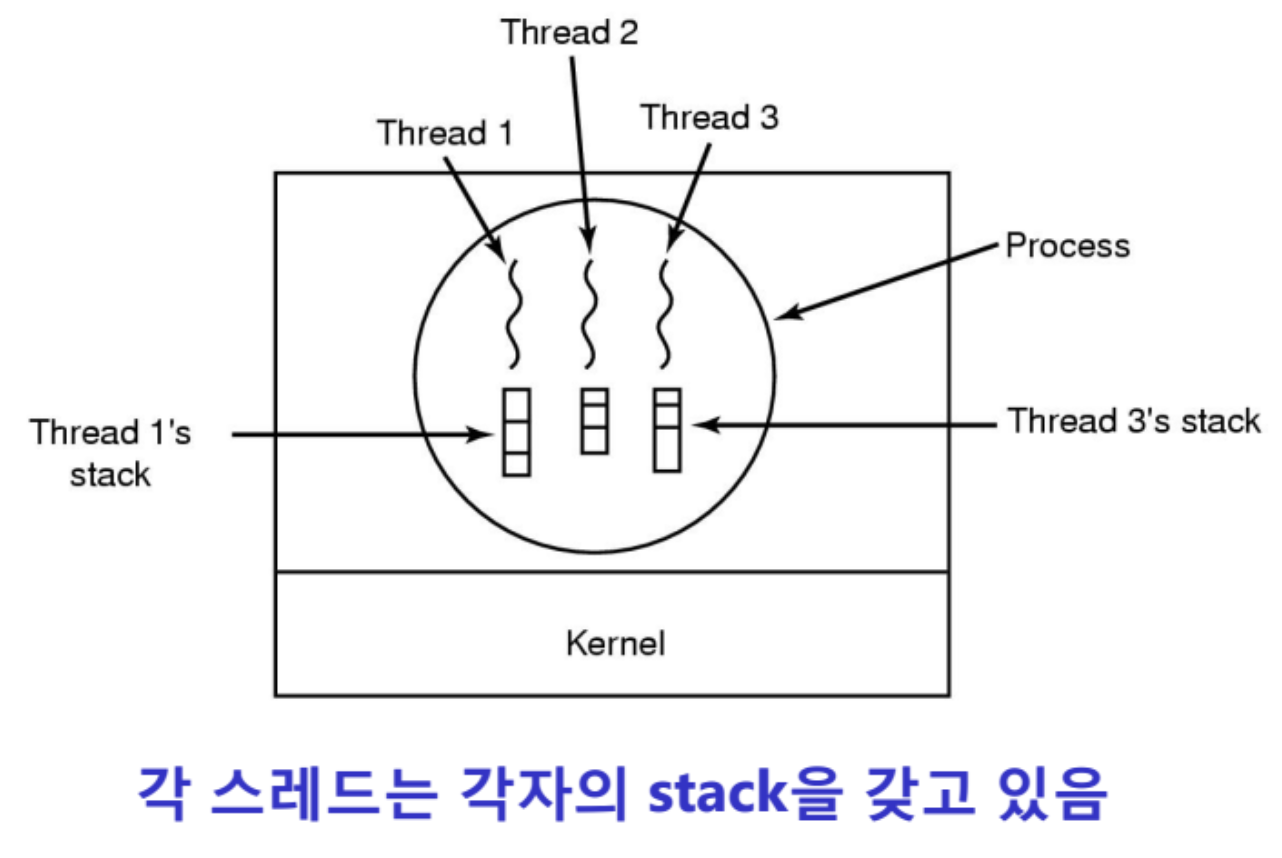 Thread 2
Thread 3
Thread 1
Process
Thread 1's
stack
Thread 3's stack
Kernel
각 스레드는 각자의 stack을 갖고 있음